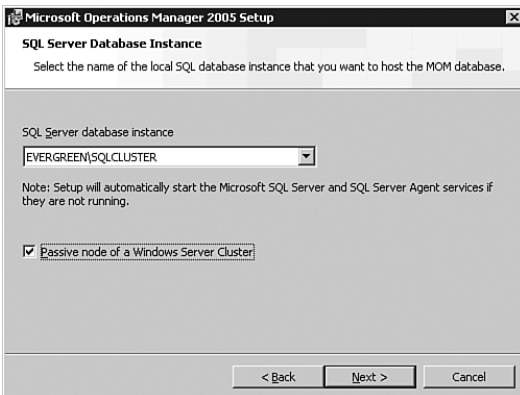 Microsoft Operations Manager 2005 Setup
SQL Server Database Instance
Select the name of the local SQL database instance that you want to host the MOM database.
SQL Server database instance
EVERGREEN\SQLCLUSTER
Note: Setup will automatically start the Microsoft SQL Server and SQL Server Agent services if
they are not running.
Passive node of a Windows Server Cluster
< Back
Next >
Cancel